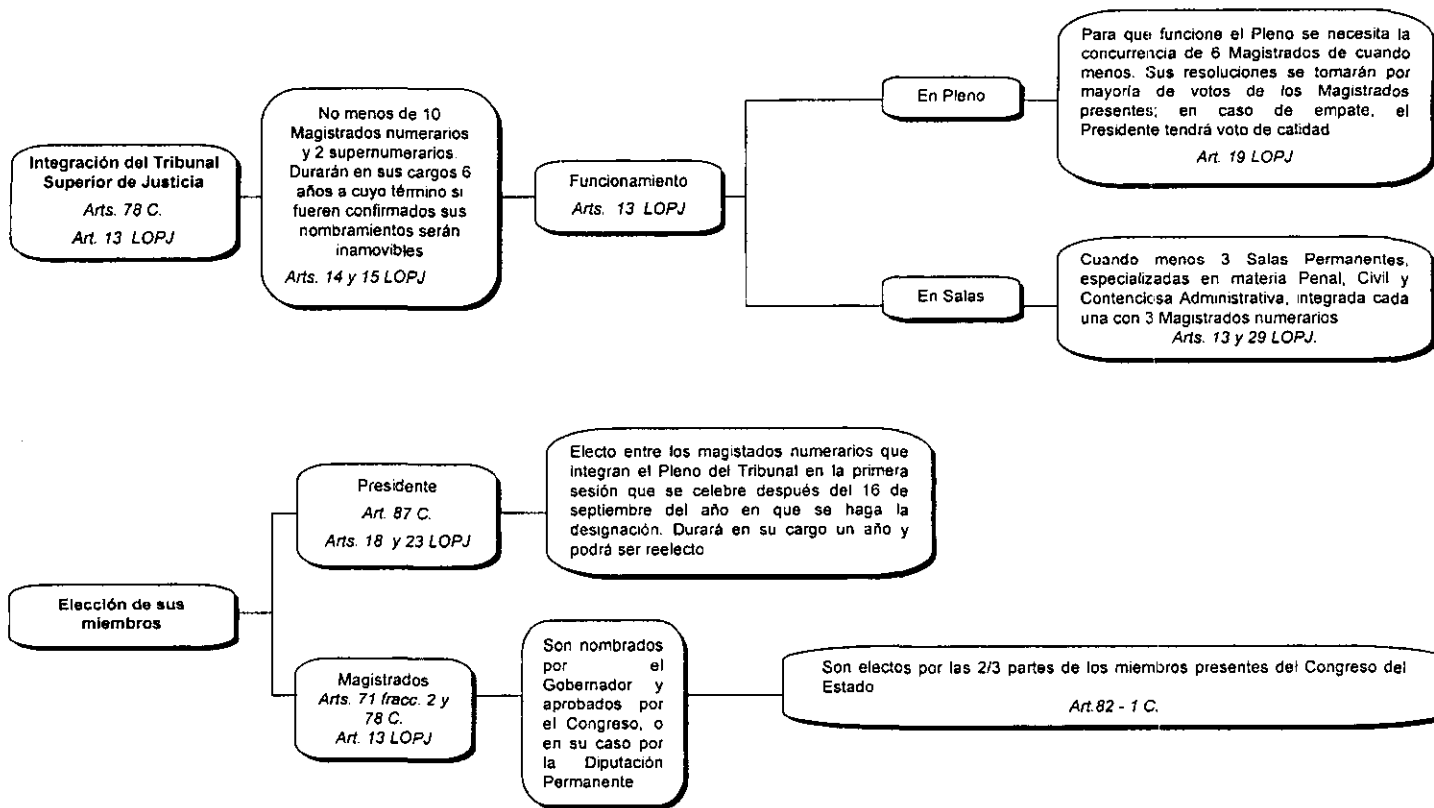 Integración del Tribunal
Superior de Justicia
Arts. 78 C.
Art. 13 LOPJ
No menos de 10
Magistrados numerarios
y 2 supernumerarios.
Durarán en sus cargos 6
años a cuyo término si
fueren confirmados sus
nombramientos serán
inamovibles
Arts. 14 y 15 LOPJ
Funcionamiento
Arts. 13 LOPJ
En Pleno
Para que funcione el Pleno se necesita la
concurrencia de 6 Magistrados de cuando
menos. Sus resoluciones se tomarán por
mayoría de votos de los Magistrados
presentes; en caso de empate, el
Presidente tendrá voto de calidad
Art. 19 LOPJ
En Salas
Cuando menos 3 Salas Permanentes,
especializadas en materia Penal, Civil y
Contenciosa Administrativa, integrada cada
una con 3 Magistrados numerarios
Arts. 13 y 29 LOPJ.
Elección de sus
miembros
Presidente
Art. 87 C.
Arts. 18 y 23 LOPJ
Electo entre los magistados numerarios que
integran el Pleno del Tribunal en la primera
sesión que se celebre después del 16 de
septiembre del año en que se haga la
designación. Durará en su cargo un año y
podrá ser reelecto
Magistrados
Arts. 71 fracc. 2 y
78 C.
Art. 13 LOPJ
Son nombrados
por el
Gobernador y
aprobados por
el Congreso, o
en su caso por
la Diputación
Permanente
Son electos por las 2/3 partes de los miembros presentes del Congreso del
Estado
Art.82 - 1 C.